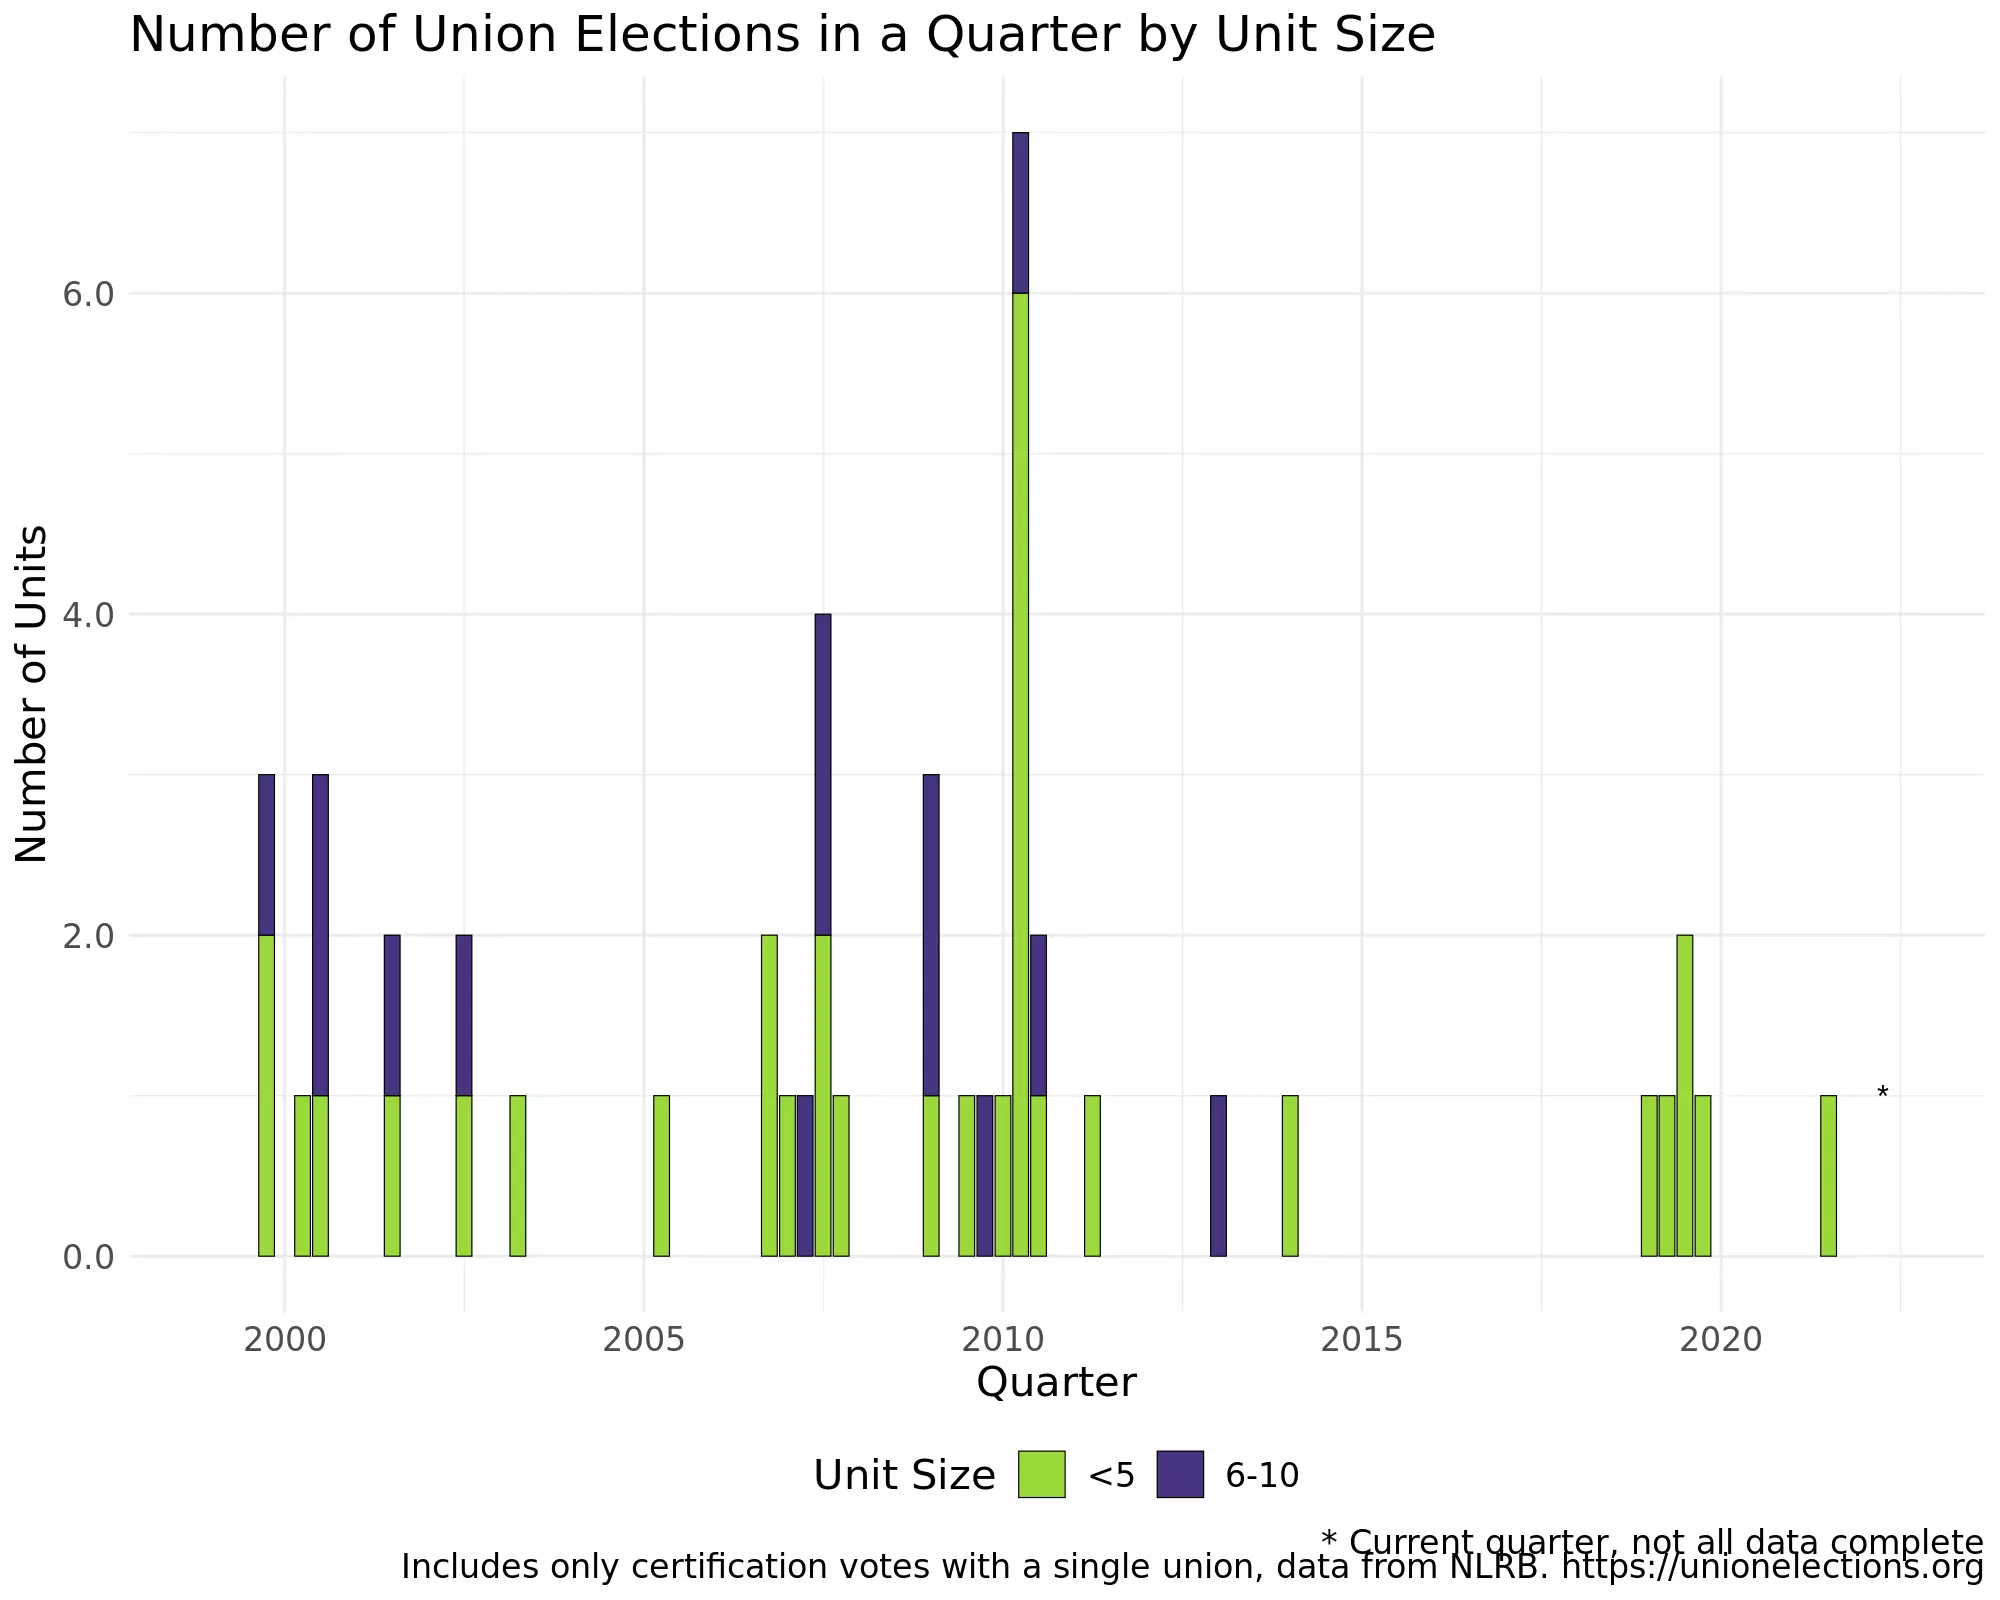 Number of Union Elections in a Quarter by Unit Size
Number of Units
6.0
4.0
2.0
0.0
*
2000 2005 2010 2015 2020
Quarter
Unit Size <5 6-10
* Current quarter, not all data complete
Includes only certification votes with a single union, data from NLRB. https://unionelections.org